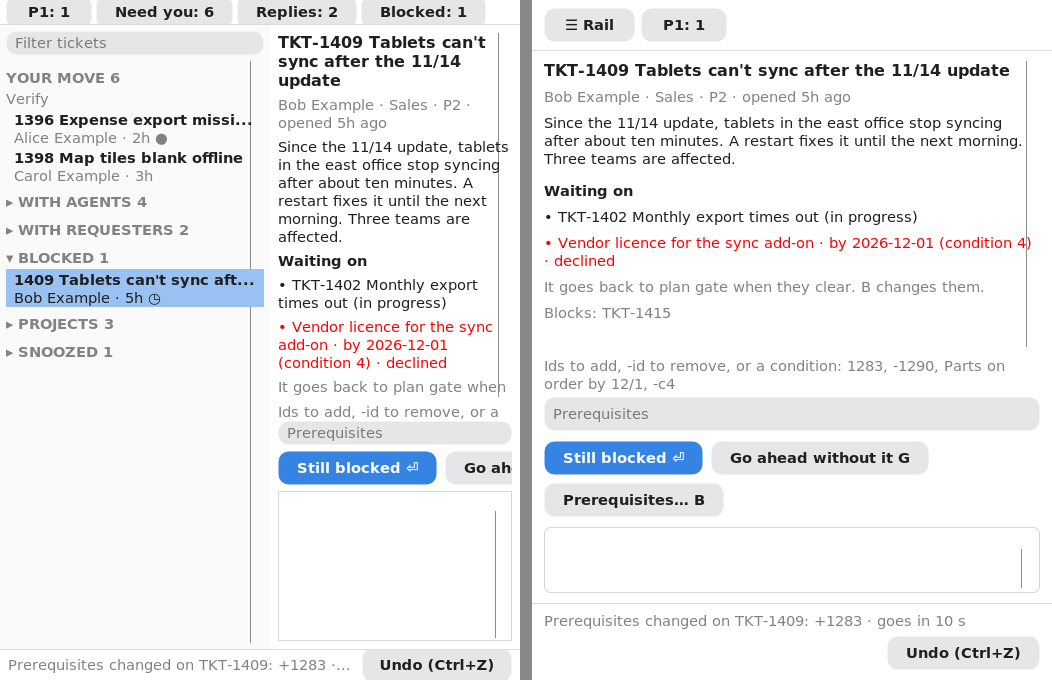 P1: 1
Need you: 6
Replies: 2
Blocked: 1
Filter tickets
YOUR MOVE 6
Verify
1396 Expense export missi...
Alice Example · 2h ●
1398 Map tiles blank offline
Carol Example · 3h
▸ WITH AGENTS 4
▸ WITH REQUESTERS 2
▾ BLOCKED 1
1409 Tablets can't sync aft...
Bob Example · 5h ◷
▸ PROJECTS 3
▸ SNOOZED 1
TKT-1409 Tablets can't
sync after the 11/14
update
Bob Example · Sales · P2 ·
opened 5h ago
Since the 11/14 update, tablets
in the east office stop syncing
after about ten minutes. A
restart fixes it until the next
morning. Three teams are
affected.
Waiting on
• TKT-1402 Monthly export
times out (in progress)
• Vendor licence for the sync
add-on · by 2026-12-01
(condition 4) · declined
It goes back to plan gate when
Ids to add, -id to remove, or a
Prerequisites
Still blocked ⏎
Go ah
Prerequisites changed on TKT-1409: +1283 ·...
Undo (Ctrl+Z)
☰ Rail
P1: 1
TKT-1409 Tablets can't sync after the 11/14 update
Bob Example · Sales · P2 · opened 5h ago
Since the 11/14 update, tablets in the east office stop syncing
after about ten minutes. A restart fixes it until the next morning.
Three teams are affected.
Waiting on
• TKT-1402 Monthly export times out (in progress)
• Vendor licence for the sync add-on · by 2026-12-01 (condition 4)
· declined
It goes back to plan gate when they clear. B changes them.
Blocks: TKT-1415
Ids to add, -id to remove, or a condition: 1283, -1290, Parts on
order by 12/1, -c4
Prerequisites
Still blocked ⏎
Go ahead without it G
Prerequisites... B
Prerequisites changed on TKT-1409: +1283 · goes in 10 s
Undo (Ctrl+Z)